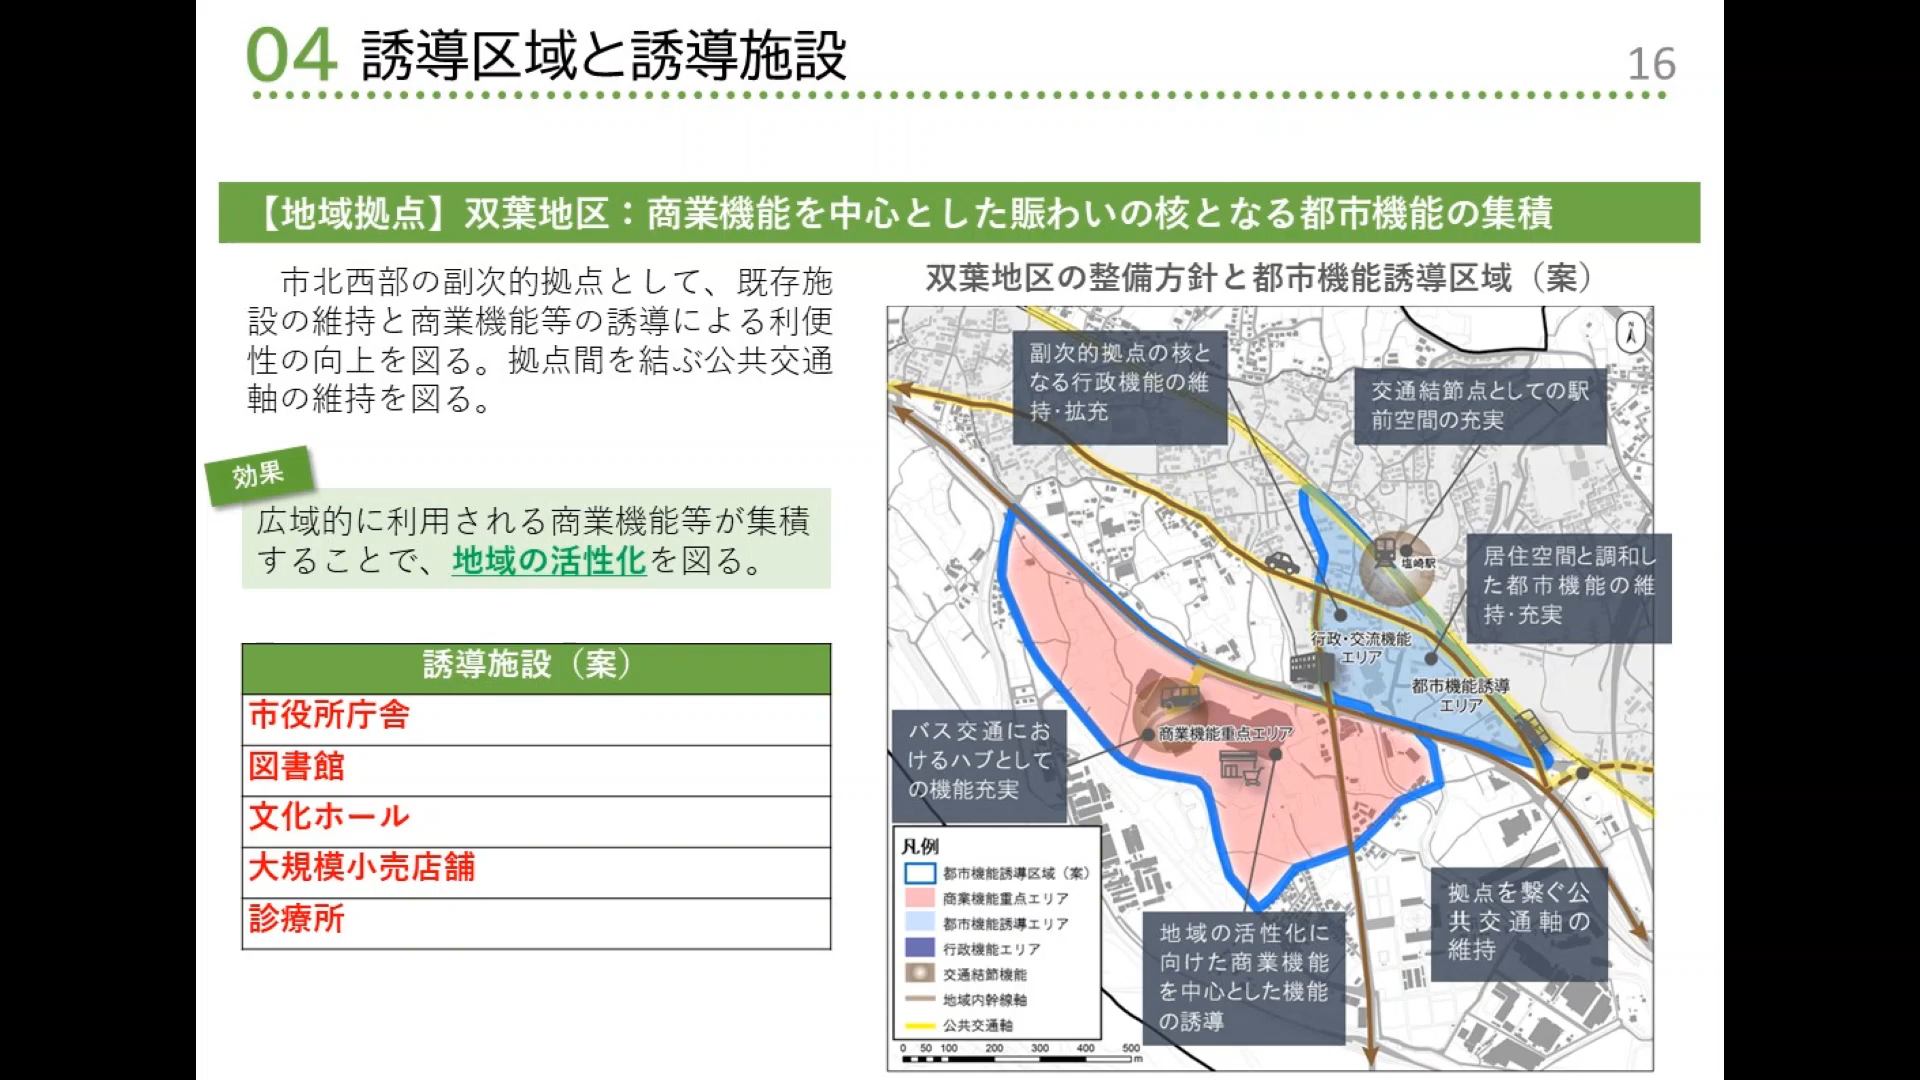 04 誘導区域と誘導施設
16
【地域拠点】双葉地区：商業機能を中心とした賑わいの核となる都市機能の集積
市北西部の副次的拠点として、既存施
設の維持と商業機能等の誘導による利便
性の向上を図る。拠点間を結ぶ公共交通
軸の維持を図る。
効果
広域的に利用される商業機能等が集積
することで、地域の活性化を図る。
誘導施設（案）
市役所庁舎
図書館
文化ホール
大規模小売店舗
診療所
双葉地区の整備方針と都市機能誘導区域（案）
N
副次的拠点の核と
なる行政機能の維
持・拡充
交通結節点としての駅
前空間の充実
居住空間と調和し
た都市機能の維
持・充実
塩崎駅
行政・交流機能
エリア
都市機能誘導
エリア
商業機能重点エリア
バス交通にお
けるハブとして
の機能充実
地域の活性化に
向けた商業機能
を中心とした機能
の誘導
拠点を繋ぐ公
共交通軸の
維持
凡例
都市機能誘導区域（案）
商業機能重点エリア
都市機能誘導エリア
行政機能エリア
交通結節機能
地域内幹線軸
公共交通軸
0 50 100 200 300 400 500
m